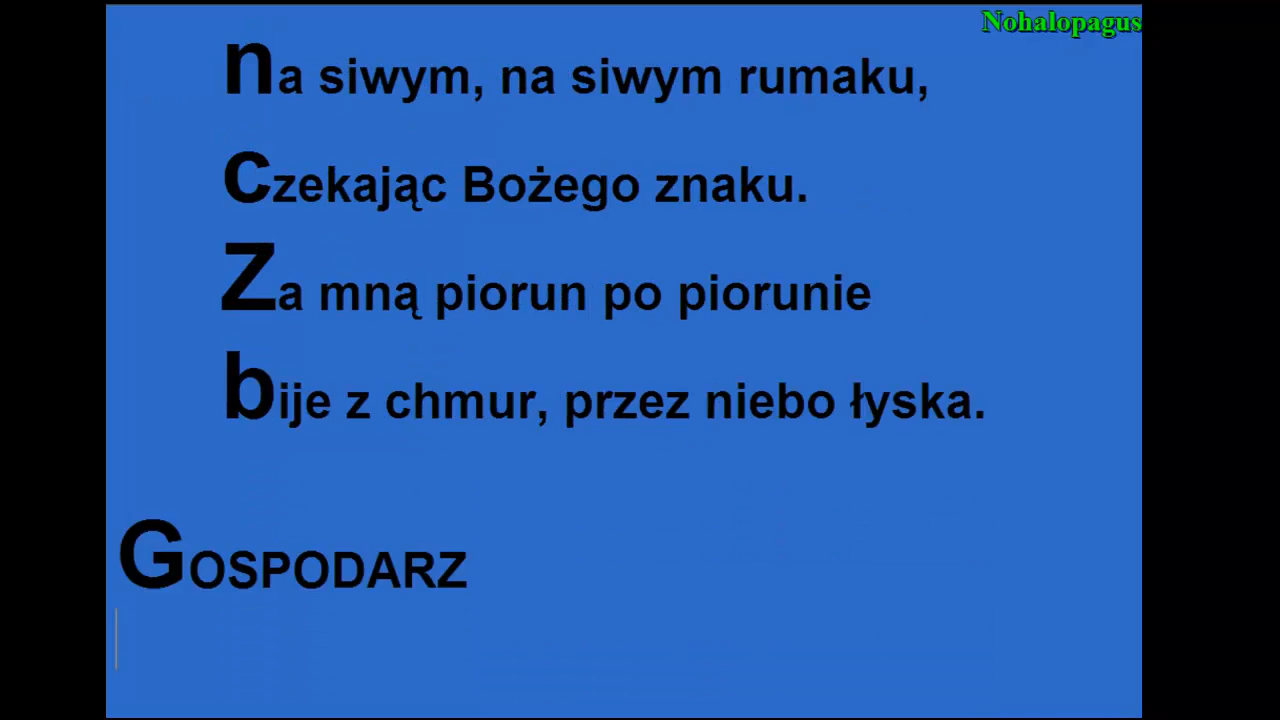 Nohalopagus
na siwym, na siwym rumaku,
czekając Bożego znaku.
Za mną piorun po piorunie
bije z chmur, przez niebo łyska.
GOSPODARZ